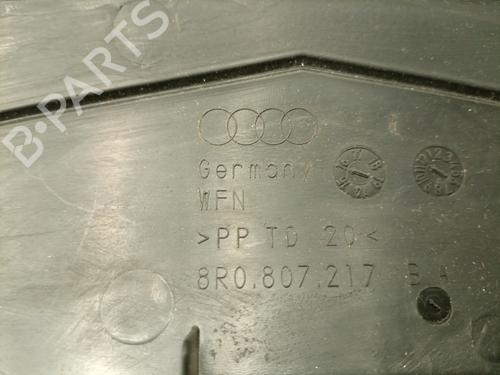 B-PARTS
Germany
WFN
>PP TD 20<
8R0.807.217